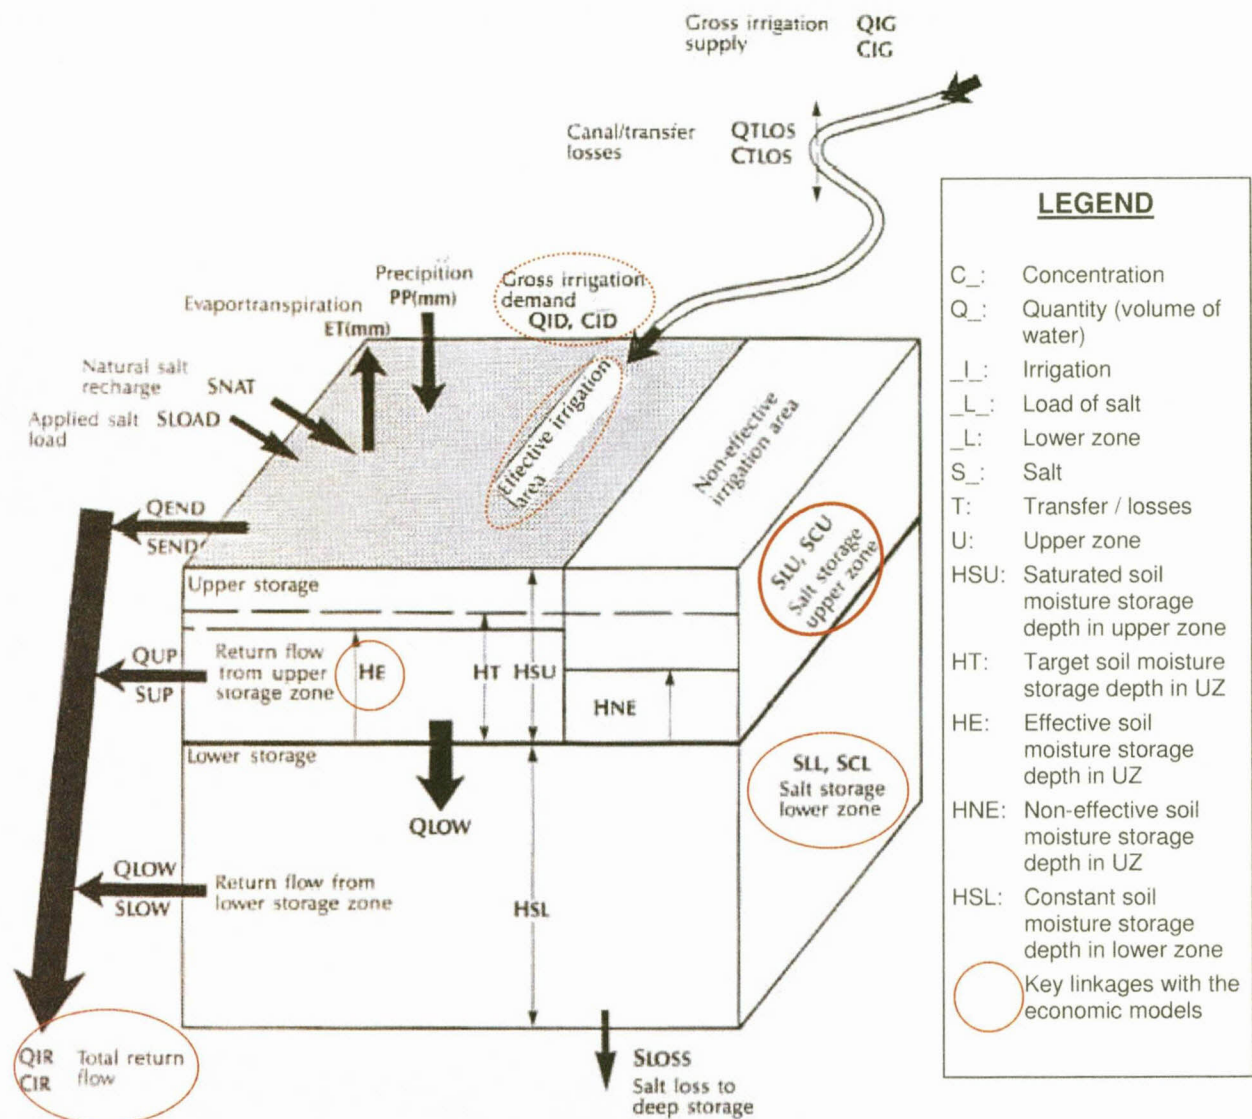 Gross irrigation QIG
supply CIG
Canal/transfer QTLOS
losses CTLOS
Precipition
PP(mm)
Gross irrigation
demand
QID, CID
Evaportranspiration
ET(mm)
Natural salt
recharge SNAT
Applied salt SLOAD
load
Effective irrigation
area
Non-effective
irrigation area
QEND
SEND
Upper storage
SLU, SCU
Salt storage
upper zone
QUP
SUP
Return flow
from upper
storage zone
HE
HT
HSU
HNE
Lower storage
QLOW
SLL, SCL
Salt storage
lower zone
QLOW
SLOW
Return flow from
lower storage zone
HSL
QIR Total return
CIR flow
SLOSS
Salt loss to
deep storage
LEGEND
C_: Concentration
Q_: Quantity (volume of
water)
_I_: Irrigation
_L_: Load of salt
_L: Lower zone
S_: Salt
T: Transfer / losses
U: Upper zone
HSU: Saturated soil
moisture storage
depth in upper zone
HT: Target soil moisture
storage depth in UZ
HE: Effective soil
moisture storage
depth in UZ
HNE: Non-effective soil
moisture storage
depth in UZ
HSL: Constant soil
moisture storage
depth in lower zone
Key linkages with the
economic models